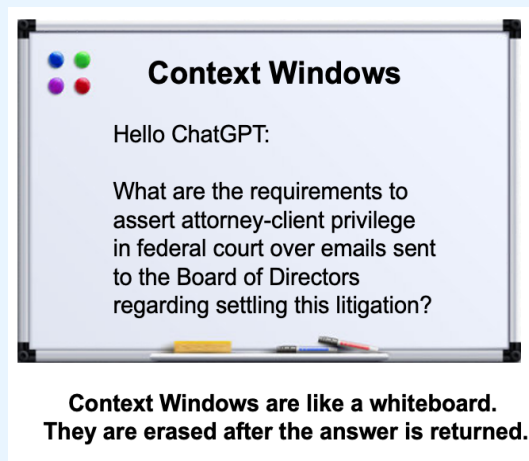 Context Windows
Hello ChatGPT:
What are the requirements to
assert attorney-client privilege
in federal court over emails sent
to the Board of Directors
regarding settling this litigation?
Context Windows are like a whiteboard.
They are erased after the answer is returned.